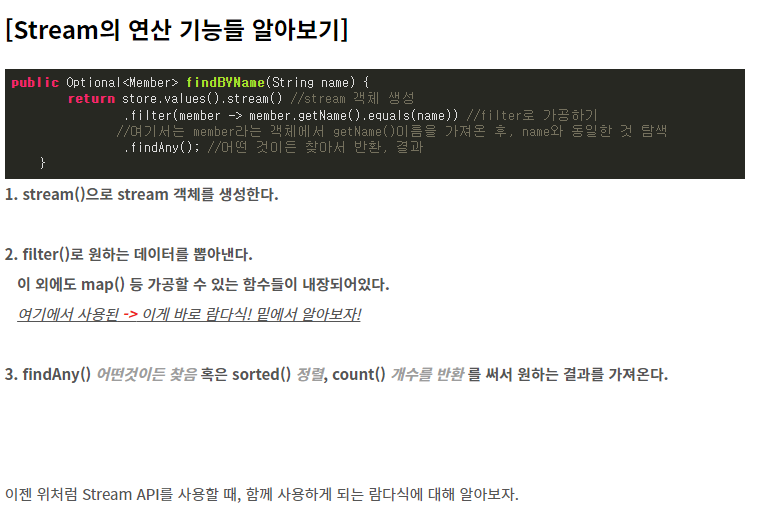 [Stream의 연산 기능들 알아보기]
public Optional<Member> findBYName(String name) {
return store.values().stream() //stream 객체 생성
.filter(member -> member.getName().equals(name)) //filter로 가공하기
//여기서는 member라는 객체에서 getName()이름을 가져온 후, name와 동일한 것 탐색
.findAny(); //어떤 것이든 찾아서 반환, 결과
}
1. stream()으로 stream 객체를 생성한다.
2. filter()로 원하는 데이터를 뽑아낸다.
이 외에도 map() 등 가공할 수 있는 함수들이 내장되어있다.
여기에서 사용된 -> 이게 바로 람다식! 밑에서 알아보자!
3. findAny() 어떤것이든 찾음 혹은 sorted() 정렬, count() 개수를 반환 를 써서 원하는 결과를 가져온다.
이젠 위처럼 Stream API를 사용할 때, 함께 사용하게 되는 람다식에 대해 알아보자.